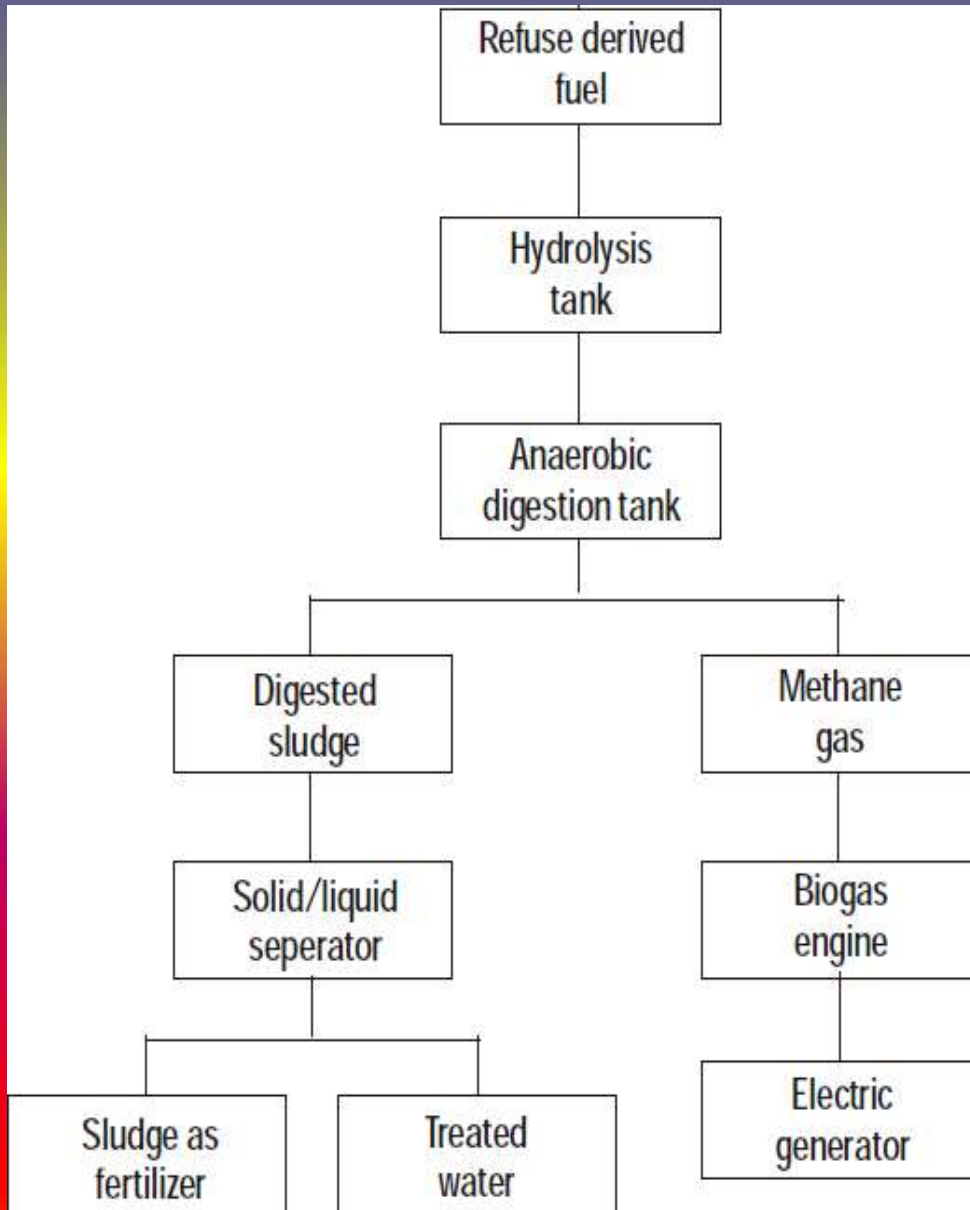 Refuse derived
fuel
Hydrolysis
tank
Anaerobic
digestion tank
Digested
sludge
Methane
gas
Solid/liquid
seperator
Biogas
engine
Sludge as
fertilizer
Treated
water
Electric
generator